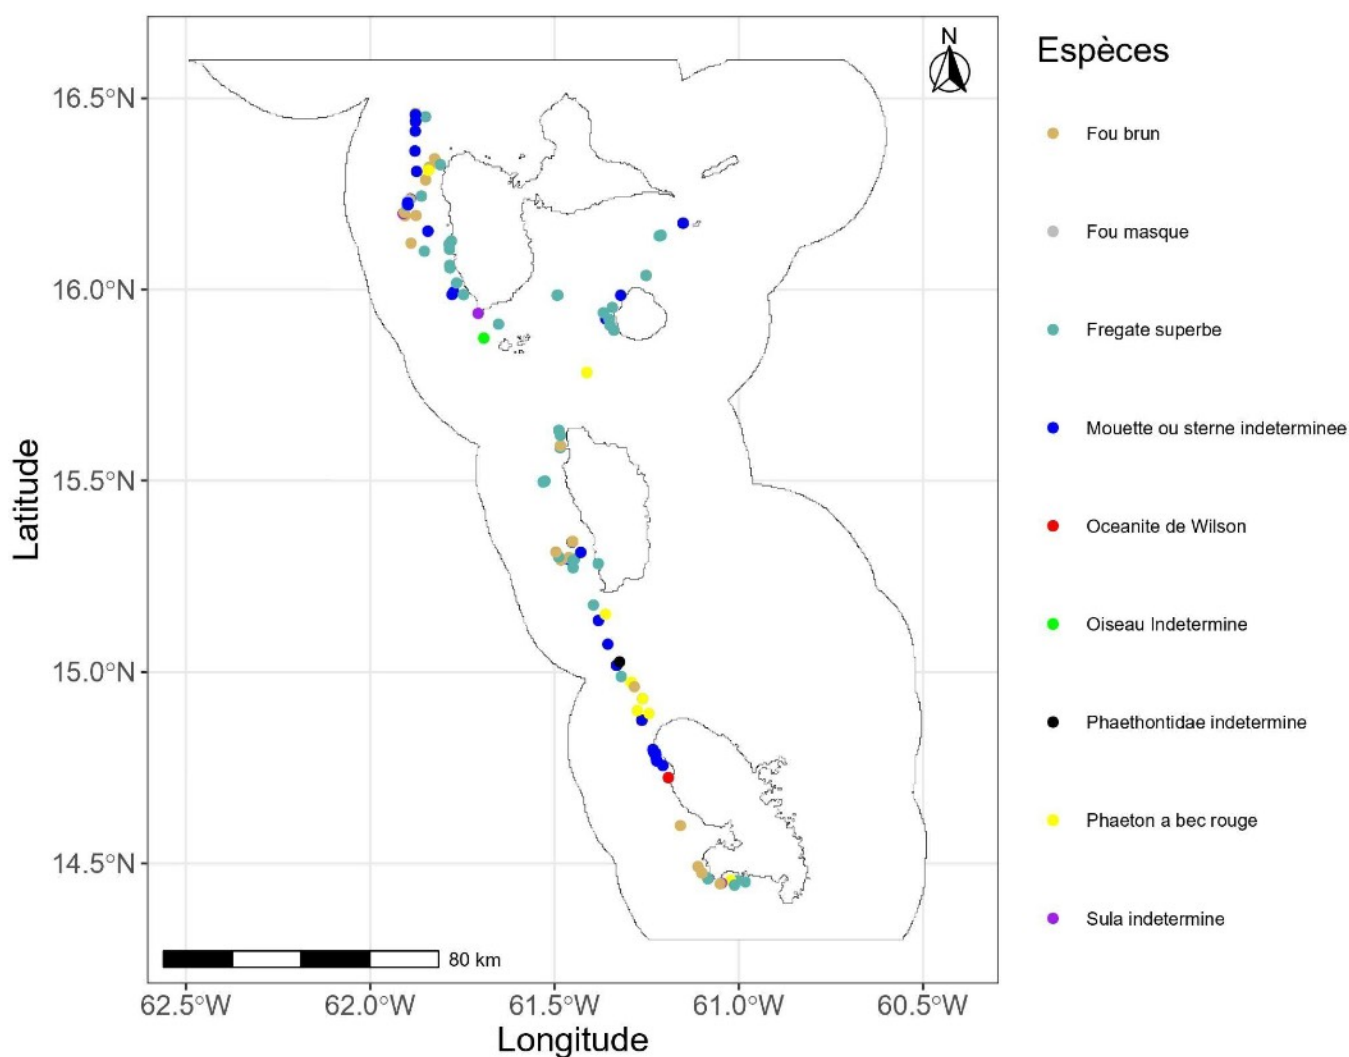 N
Espèces
16.5°N
Fou brun
Fou masque
16.0°N
Fregate superbe
Mouette ou sterne indeterminee
Latitude
15.5°N
Oceanite de Wilson
Oiseau Indetermine
15.0°N
Phaethontidae indetermine
Phaeton a bec rouge
14.5°N
Sula indetermine
80 km
62.5°W 62.0°W 61.5°W 61.0°W 60.5°W
Longitude